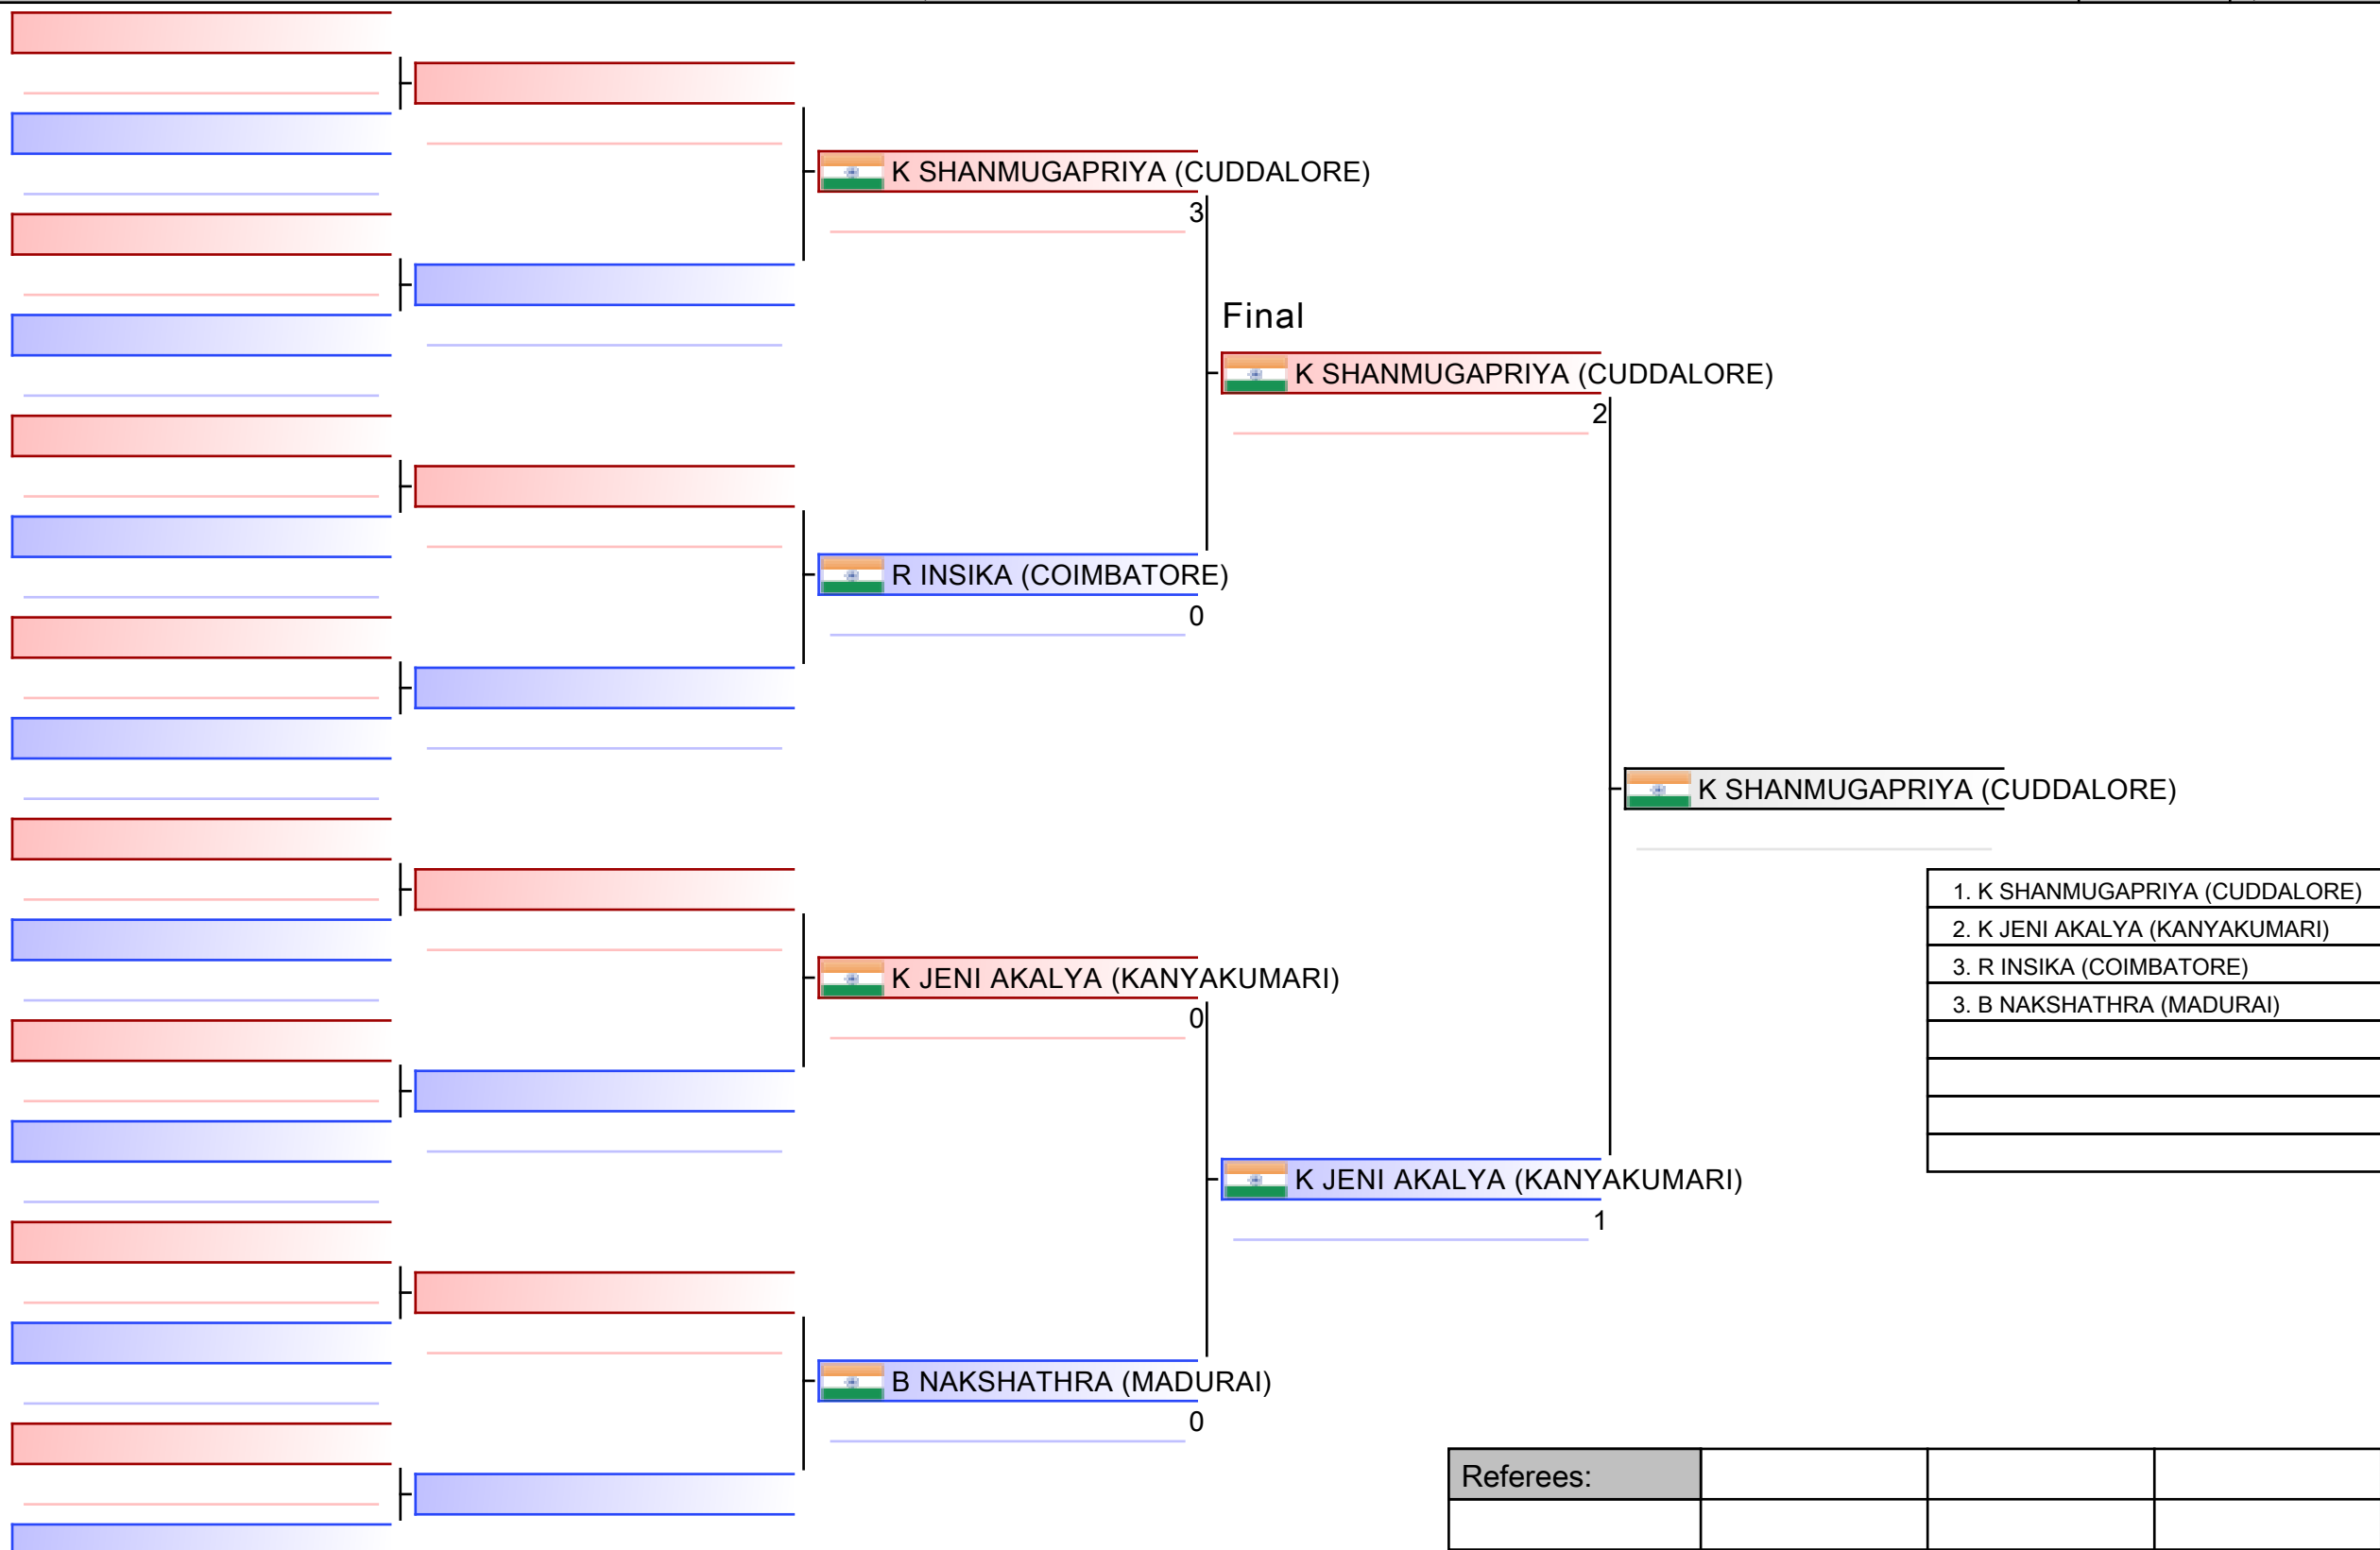 K SHANMUGAPRIYA (CUDDALORE)
3
Final
K SHANMUGAPRIYA (CUDDALORE)
2
R INSIKA (COIMBATORE)
0
K SHANMUGAPRIYA (CUDDALORE)
1. K SHANMUGAPRIYA (CUDDALORE)
2. K JENI AKALYA (KANYAKUMARI)
3. R INSIKA (COIMBATORE)
3. B NAKSHATHRA (MADURAI)
K JENI AKALYA (KANYAKUMARI)
0
K JENI AKALYA (KANYAKUMARI)
1
B NAKSHATHRA (MADURAI)
0
Referees: